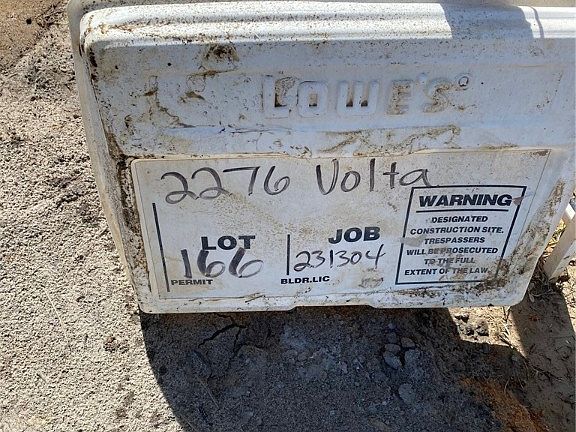 LOWE'S
2276 Volta
WARNING
DESIGNATED
CONSTRUCTION SITE.
TRESPASSERS
WILL BE PROSECUTED
TO THE FULL
EXTENT OF THE LAW.
LOT
166
PERMIT
JOB
231304
BLDR.LIC